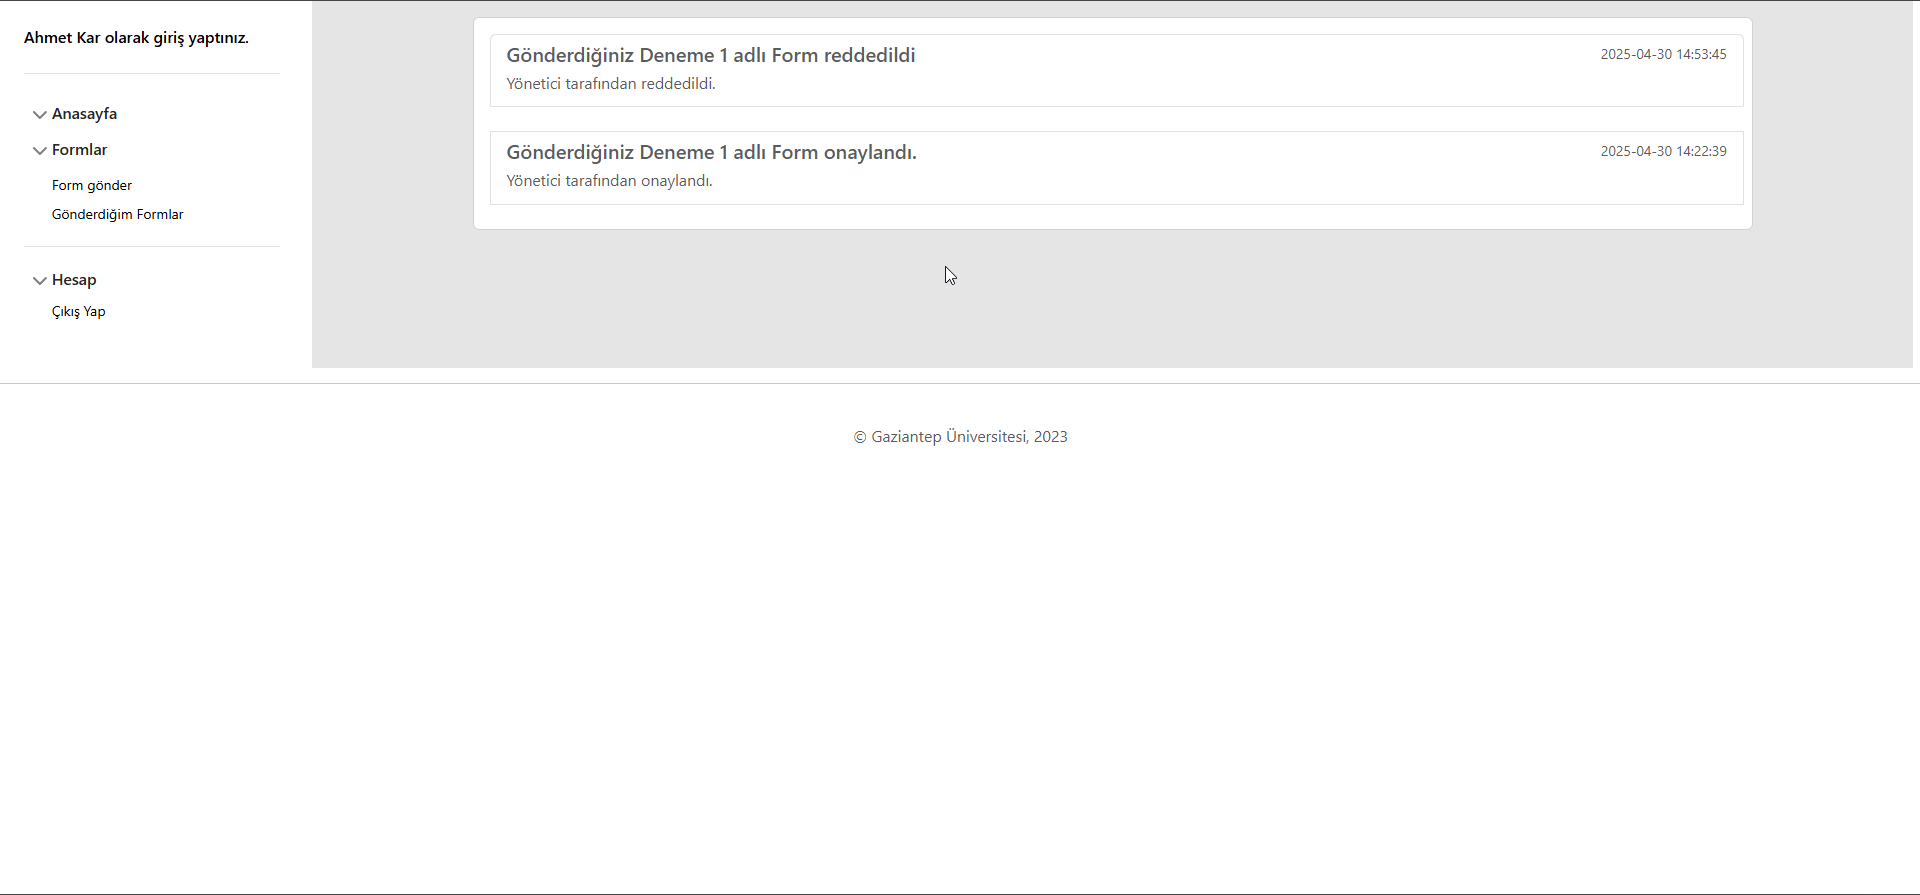 Ahmet Kar olarak giriş yaptınız.
Anasayfa
Formlar
Form gönder
Gönderdiğim Formlar
Hesap
Çıkış Yap
Gönderdiğiniz Deneme 1 adlı Form reddedildi
2025-04-30 14:53:45
Yönetici tarafından reddedildi.
Gönderdiğiniz Deneme 1 adlı Form onaylandı.
2025-04-30 14:22:39
Yönetici tarafından onaylandı.
© Gaziantep Üniversitesi, 2023